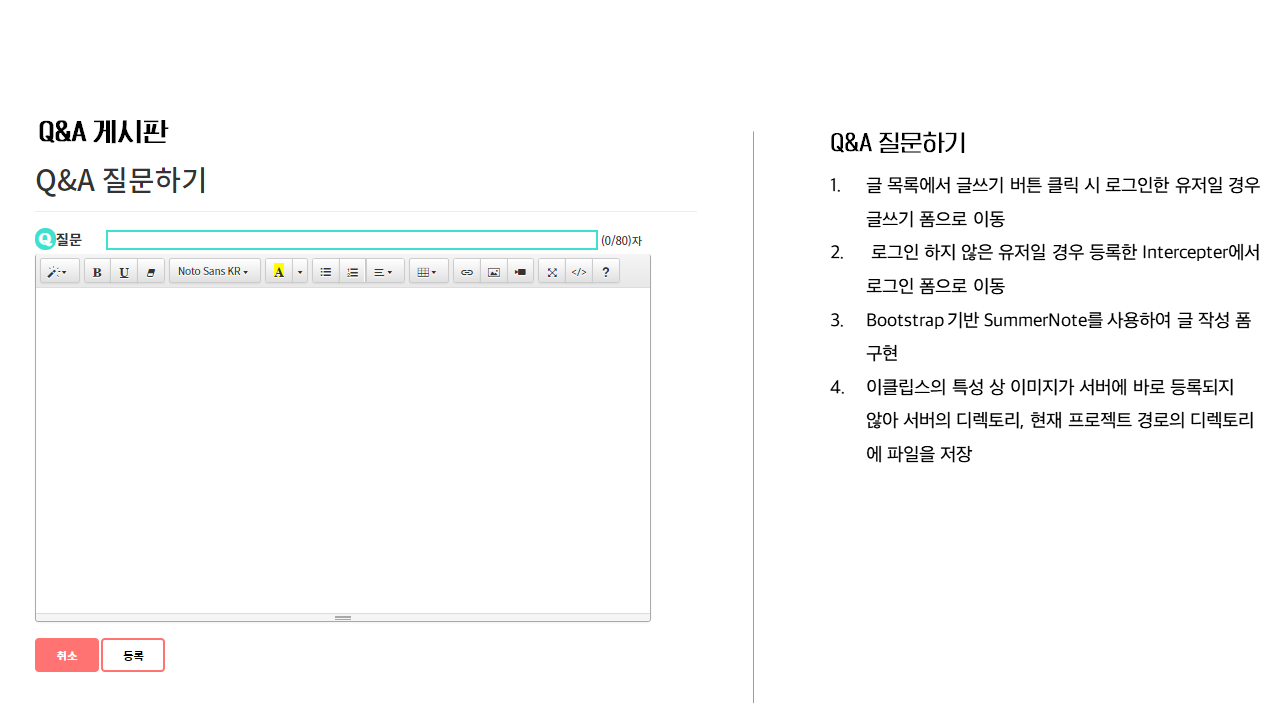 Q&A 게시판
Q&A 질문하기
Q 질문 (0/80)자
B U Noto Sans KR A </> ?
취소 등록
Q&A 질문하기
1. 글 목록에서 글쓰기 버튼 클릭 시 로그인한 유저일 경우
글쓰기 폼으로 이동
2. 로그인 하지 않은 유저일 경우 등록한 Intercepter에서
로그인 폼으로 이동
3. Bootstrap 기반 SummerNote를 사용하여 글 작성 폼
구현
4. 이클립스의 특성 상 이미지가 서버에 바로 등록되지
않아 서버의 디렉토리, 현재 프로젝트 경로의 디렉토리
에 파일을 저장